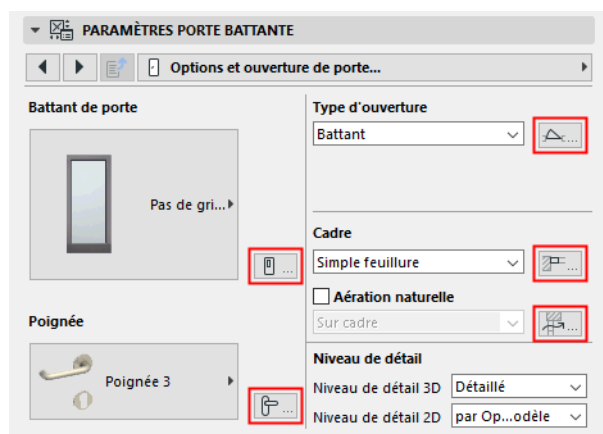 PARAMÈTRES PORTE BATTANTE
Options et ouverture de porte...
Battant de porte
Pas de gri...
...
Poignée
Poignée 3
...
Type d'ouverture
Battant
...
Cadre
Simple feuillure
...
Aération naturelle
Sur cadre
...
Niveau de détail
Niveau de détail 3D Détaillé
Niveau de détail 2D par Op...odèle